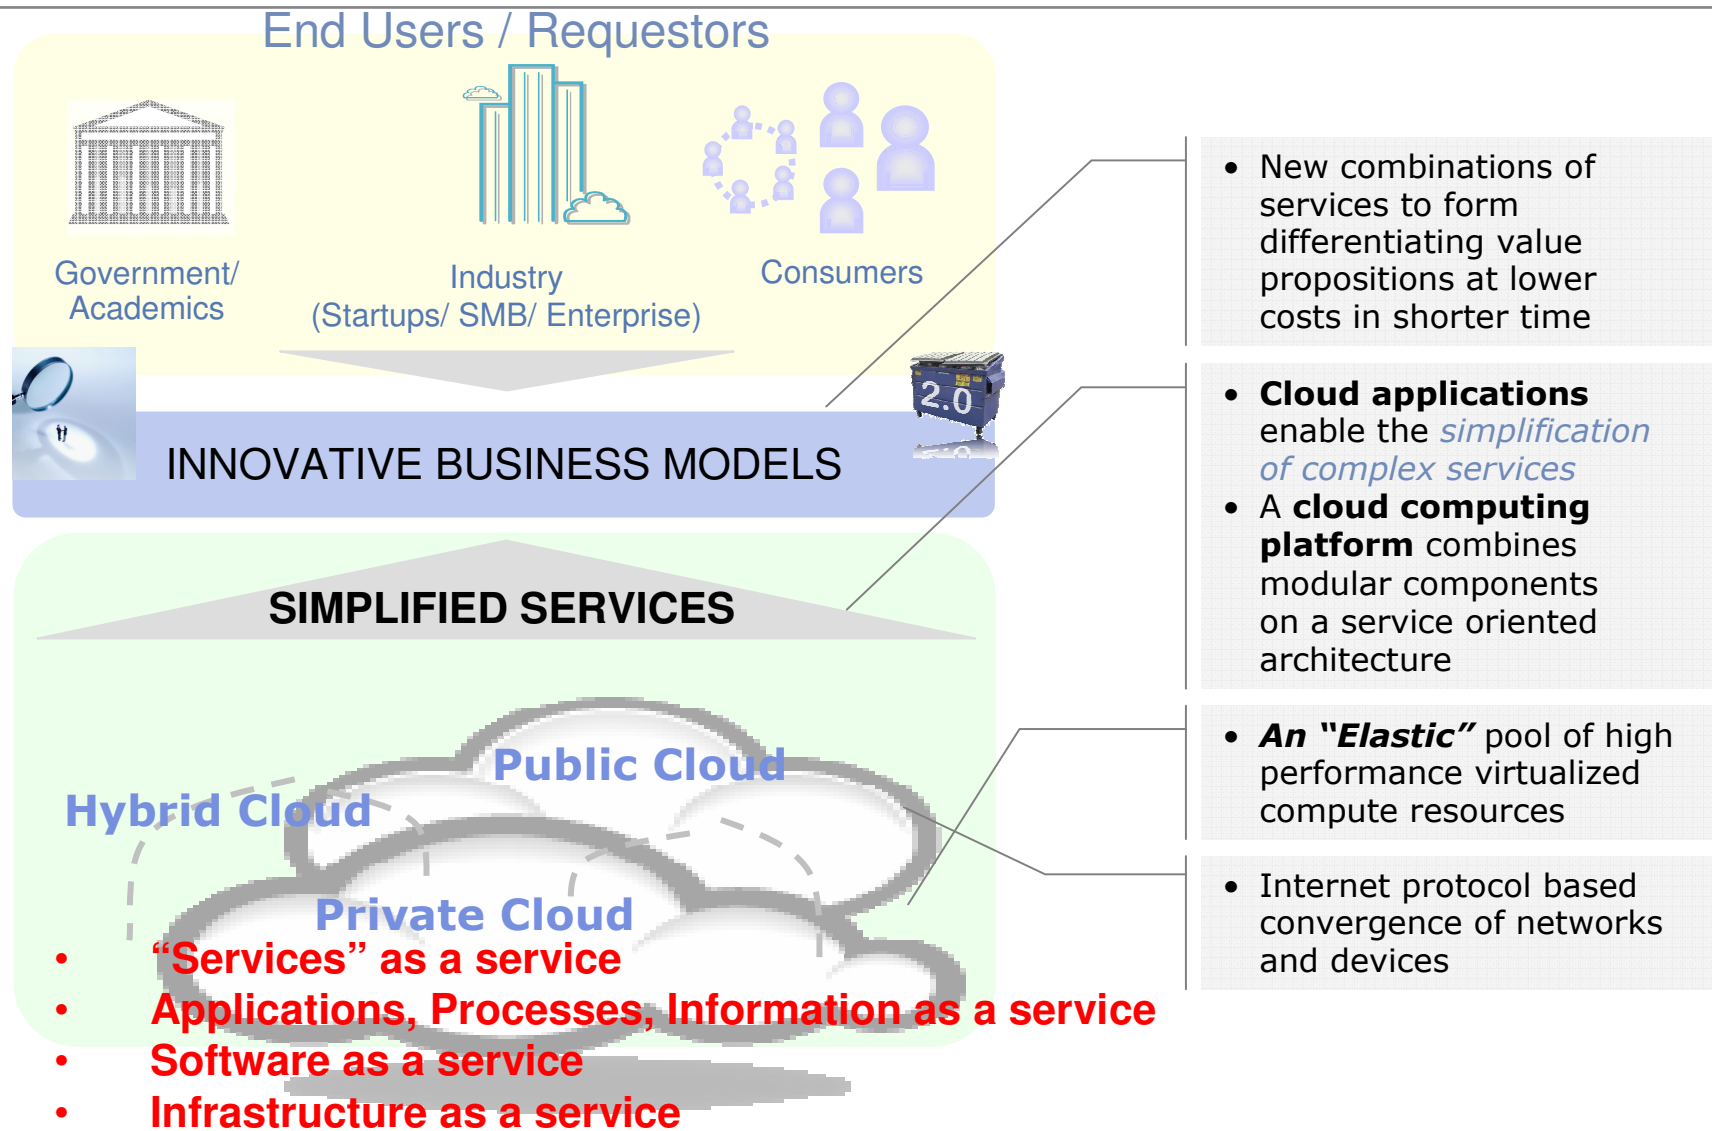 End Users / Requestors
Government/
Academics
Industry
(Startups/ SMB/ Enterprise)
Consumers
2.0
INNOVATIVE BUSINESS MODELS
SIMPLIFIED SERVICES
Public Cloud
Hybrid Cloud
Private Cloud
• “Services” as a service
• Applications, Processes, Information as a service
• Software as a service
• Infrastructure as a service
• New combinations of
services to form
differentiating value
propositions at lower
costs in shorter time
• Cloud applications
enable the simplification
of complex services
• A cloud computing
platform combines
modular components
on a service oriented
architecture
• An “Elastic” pool of high
performance virtualized
compute resources
• Internet protocol based
convergence of networks
and devices